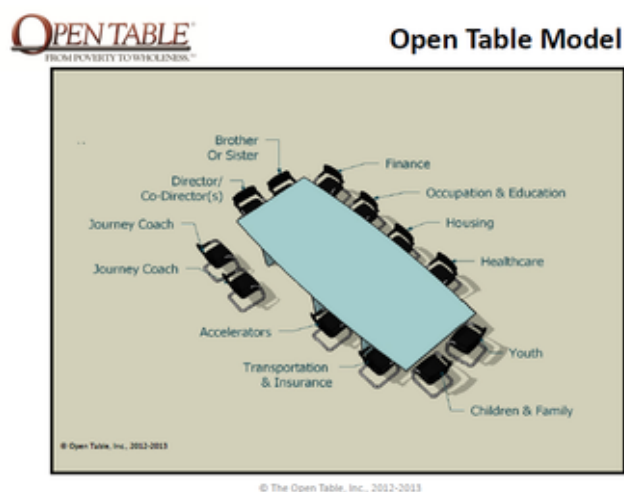 OPEN TABLE
FROM POVERTY TO WHOLENESS.
Open Table Model
Brother
Or Sister
Finance
Director/
Co-Director(s)
Occupation & Education
Journey Coach
Housing
Journey Coach
Healthcare
Accelerators
Youth
Transportation
& Insurance
Children & Family
© Open Table, Inc., 2012-2013
© The Open Table, Inc., 2012-2013